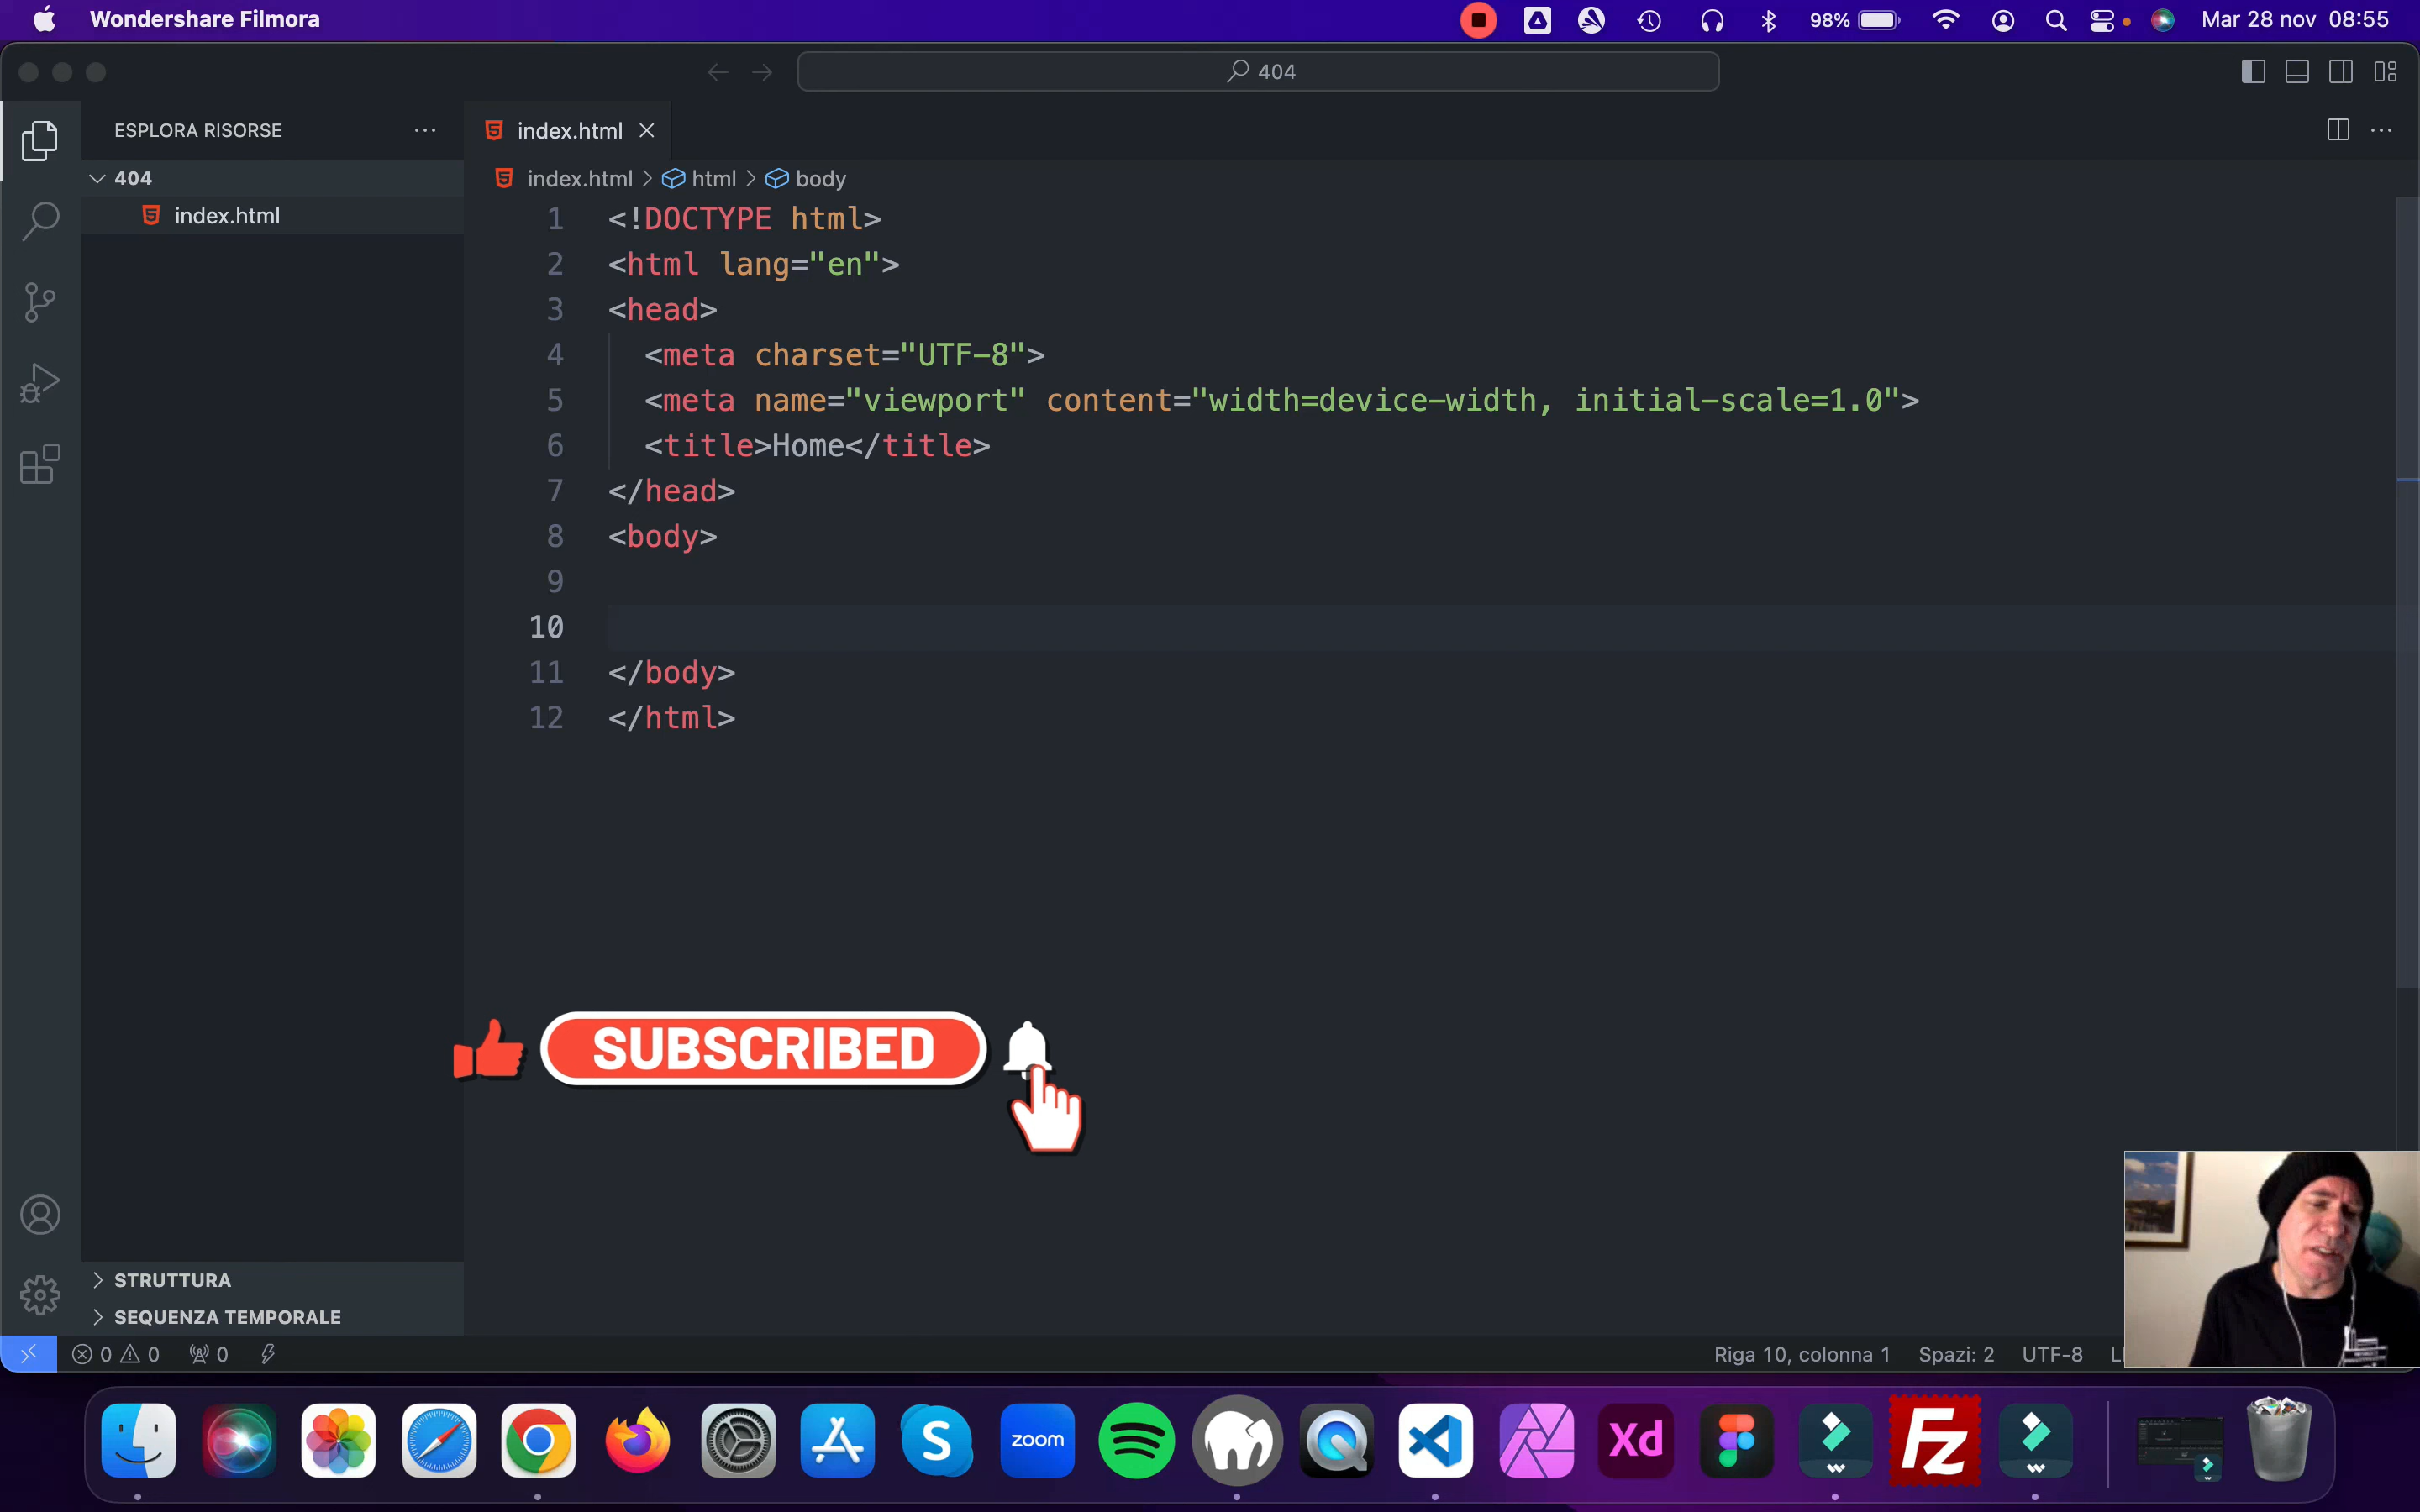 Wondershare Filmora
98%
Mar 28 nov 08:55
404
ESPLORA RISORSE
404
index.html
index.html
index.html > html > body
1 <!DOCTYPE html>
2 <html lang="en">
3 <head>
4 <meta charset="UTF-8">
5 <meta name="viewport" content="width=device-width, initial-scale=1.0">
6 <title>Home</title>
7 </head>
8 <body>
9
10
11 </body>
12 </html>
SUBSCRIBED
STRUTTURA
SEQUENZA TEMPORALE
0 0 0
Riga 10, colonna 1 Spazi: 2 UTF-8
S
zoom
Xd
Fz